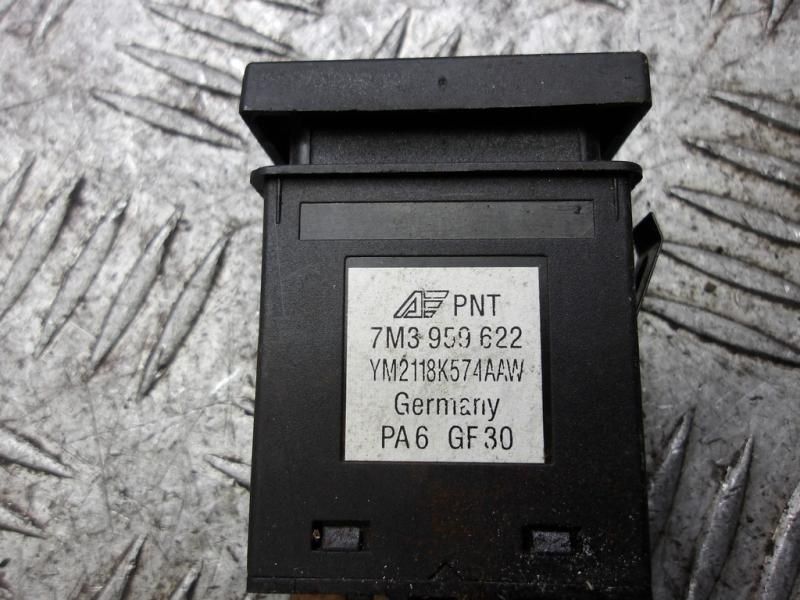 PNT
7M3 959 622
YM2118K574AAW
Germany
PA6 GF30